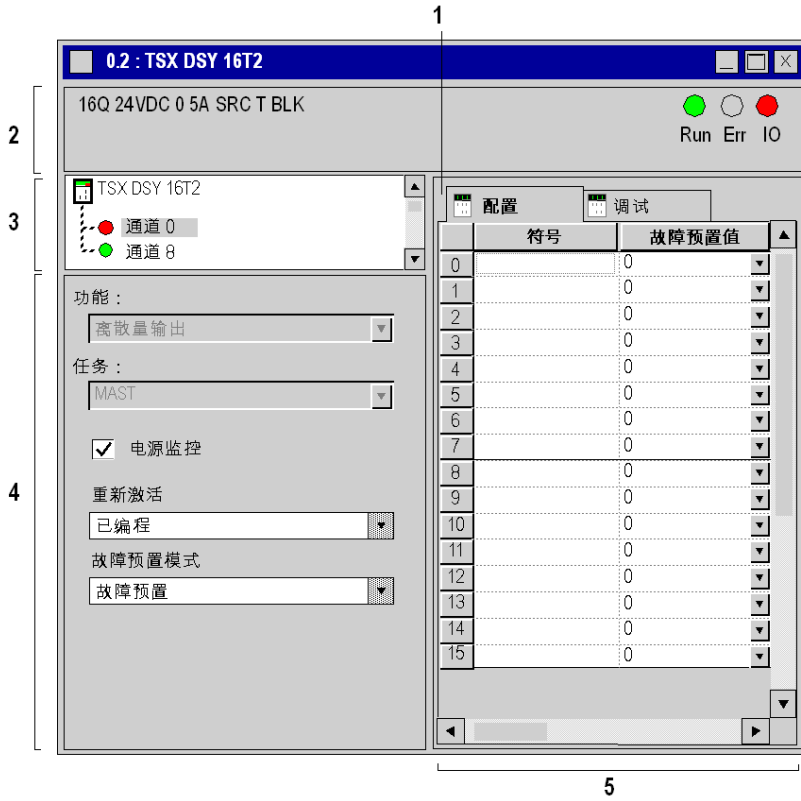 1
0.2 : TSX DSY 16T2
2
16Q 24VDC 0 5A SRC T BLK
Run Err IO
3
TSX DSY 16T2
通道 0
通道 8
配置
调试
符号 故障预置值
0 0
1 0
2 0
3 0
4 0
5 0
6 0
7 0
8 0
9 0
10 0
11 0
12 0
13 0
14 0
15 0
4
功能 :
离散量输出
任务 :
MAST
电源监控
重新激活
已编程
故障预置模式
故障预置
5